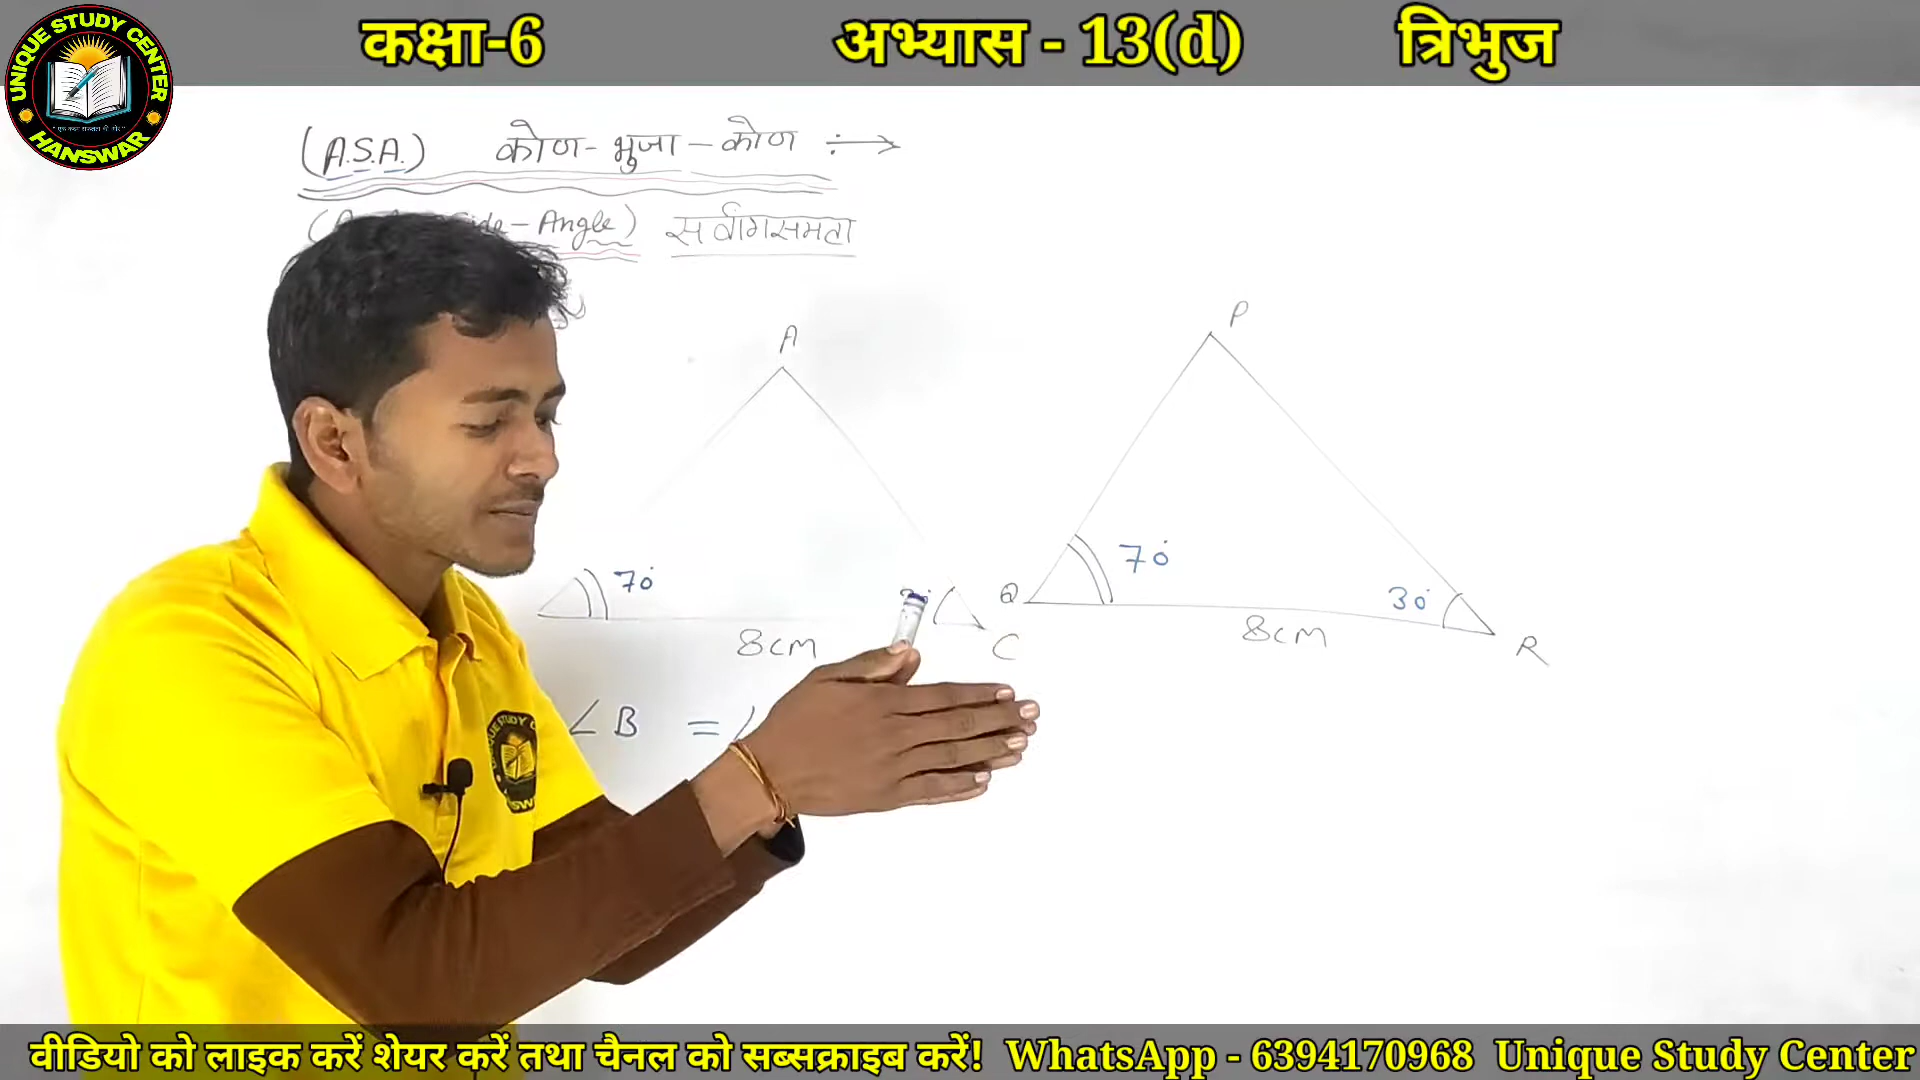 कक्षा-6 अभ्यास - 13(d) त्रिभुज
UNIQUE STUDY CENTER
HANSWAR
(A.S.A.) कोण- भुजा - कोण ÷→
- Angle) सर्वांगसमता
A
P
70°
70°
30°
Q
8cm
C
8cm
R
∠B = ∠
वीडियो को लाइक करें शेयर करें तथा चैनल को सब्सक्राइब करें! WhatsApp - 6394170968 Unique Study Center